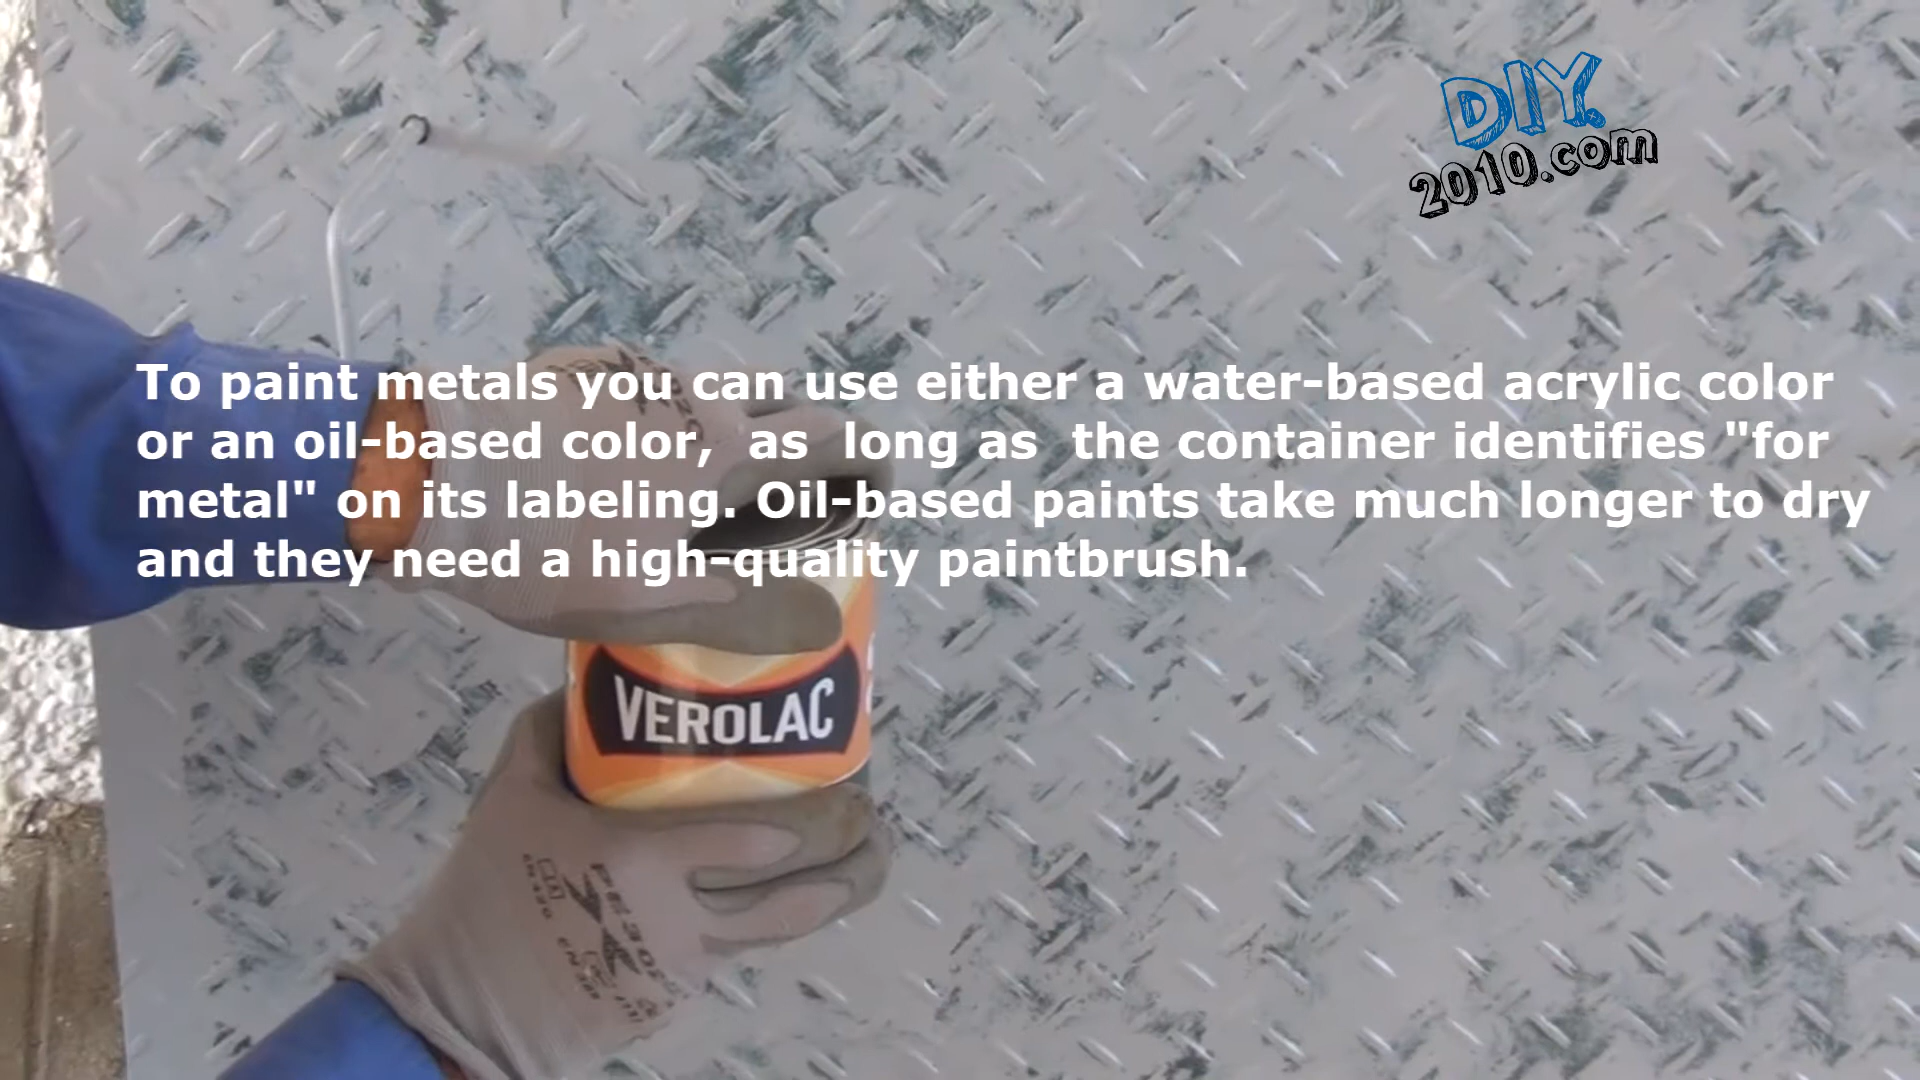 DIY
2010.com
To paint metals you can use either a water-based acrylic color
or an oil-based color, as long as the container identifies "for
metal" on its labeling. Oil-based paints take much longer to dry
and they need a high-quality paintbrush.
VEROLAC